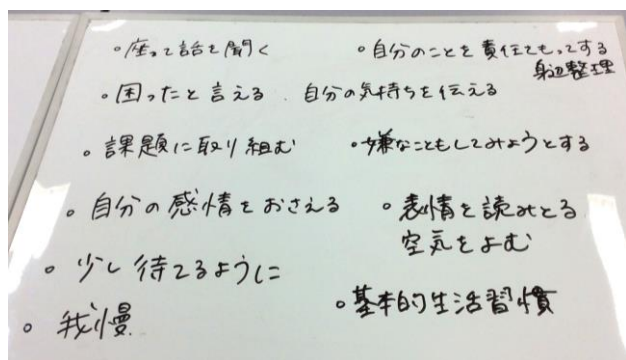 ・座って話を聞く
・自分のことを責任でもってする
身辺整理
・困ったと言える 自分の気持ちを伝える
・課題に取り組む
・嫌なこともしてみようとする
・自分の感情をおさえる
・表情を読みとる
空気をよむ
・少し待てるように
・我慢
・基本的生活習慣